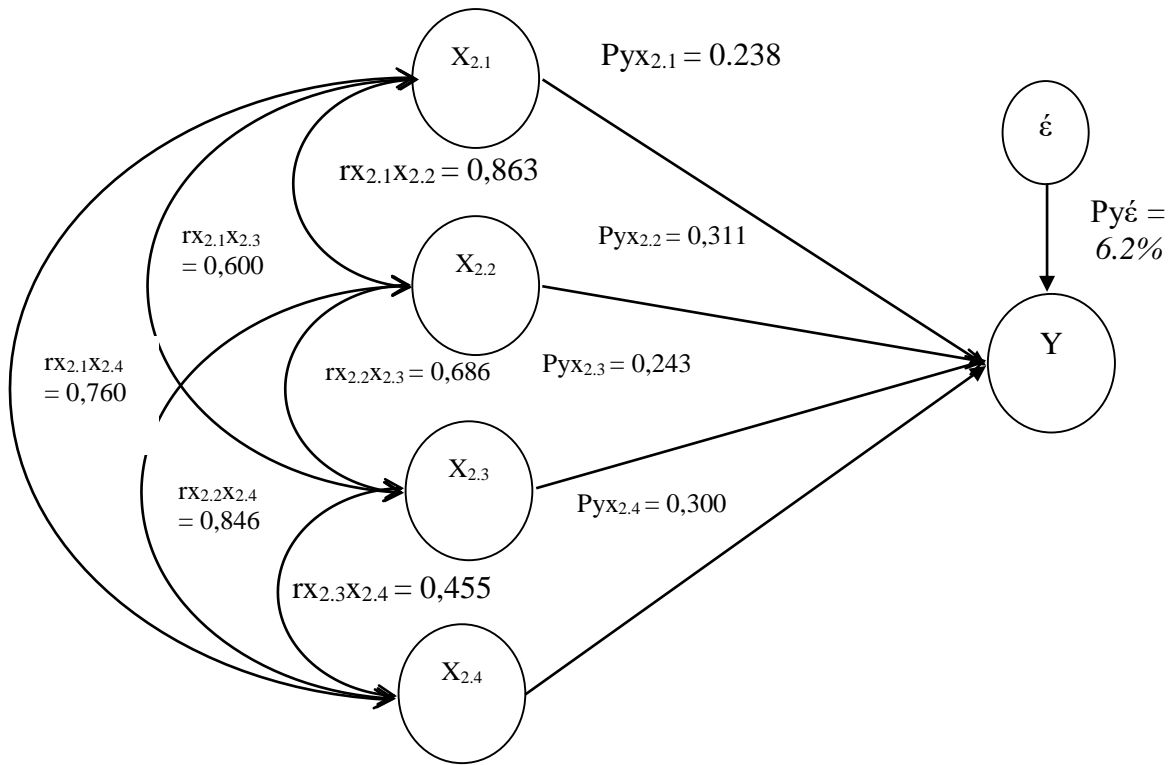 X2.1
Pyx2.1 = 0.238
έ
rx2.1x2.2 = 0,863
Pyέ =
6.2%
rx2.1x2.3
= 0,600
Pyx2.2 = 0,311
X2.2
Y
rx2.1x2.4
= 0,760
rx2.2x2.3 = 0,686
Pyx2.3 = 0,243
X2.3
rx2.2x2.4
= 0,846
Pyx2.4 = 0,300
rx2.3x2.4 = 0,455
X2.4